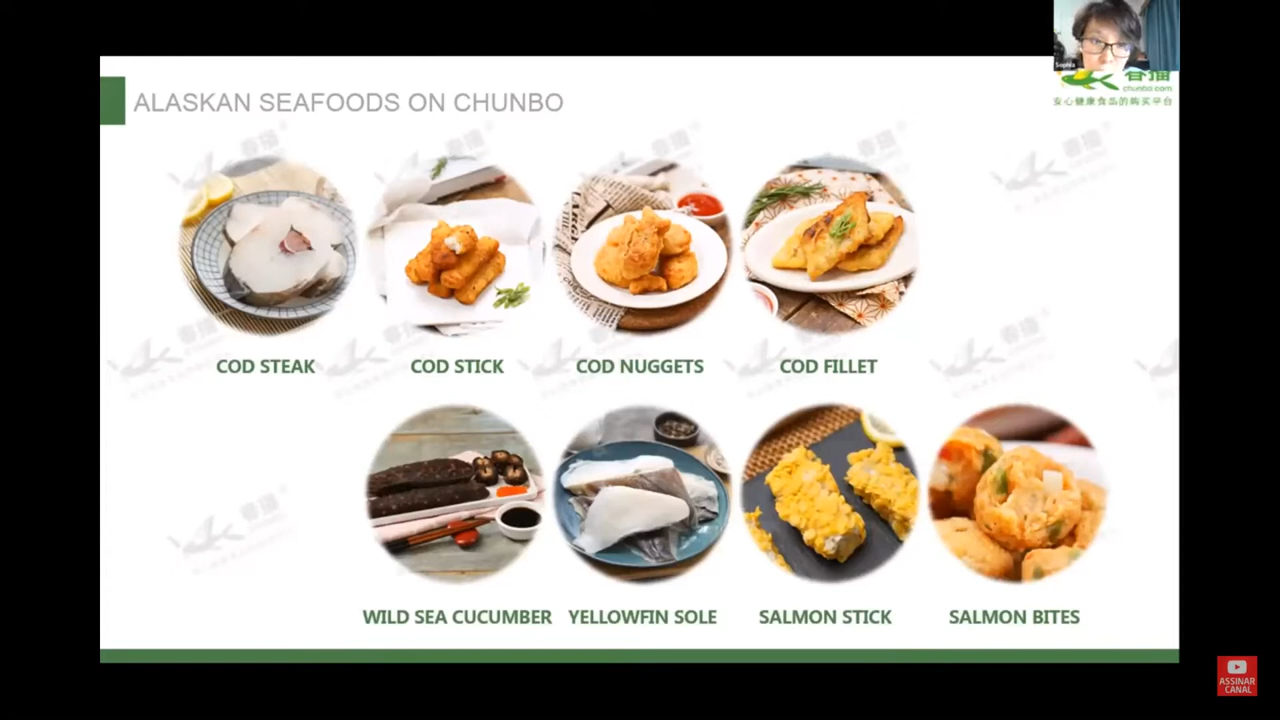 Sophia
ALASKAN SEAFOODS ON CHUNBO
春播
chunbo.com
安心健康食品的购买平台
COD STEAK
COD STICK
COD NUGGETS
COD FILLET
WILD SEA CUCUMBER
YELLOWFIN SOLE
SALMON STICK
SALMON BITES
ASSINAR
CANAL